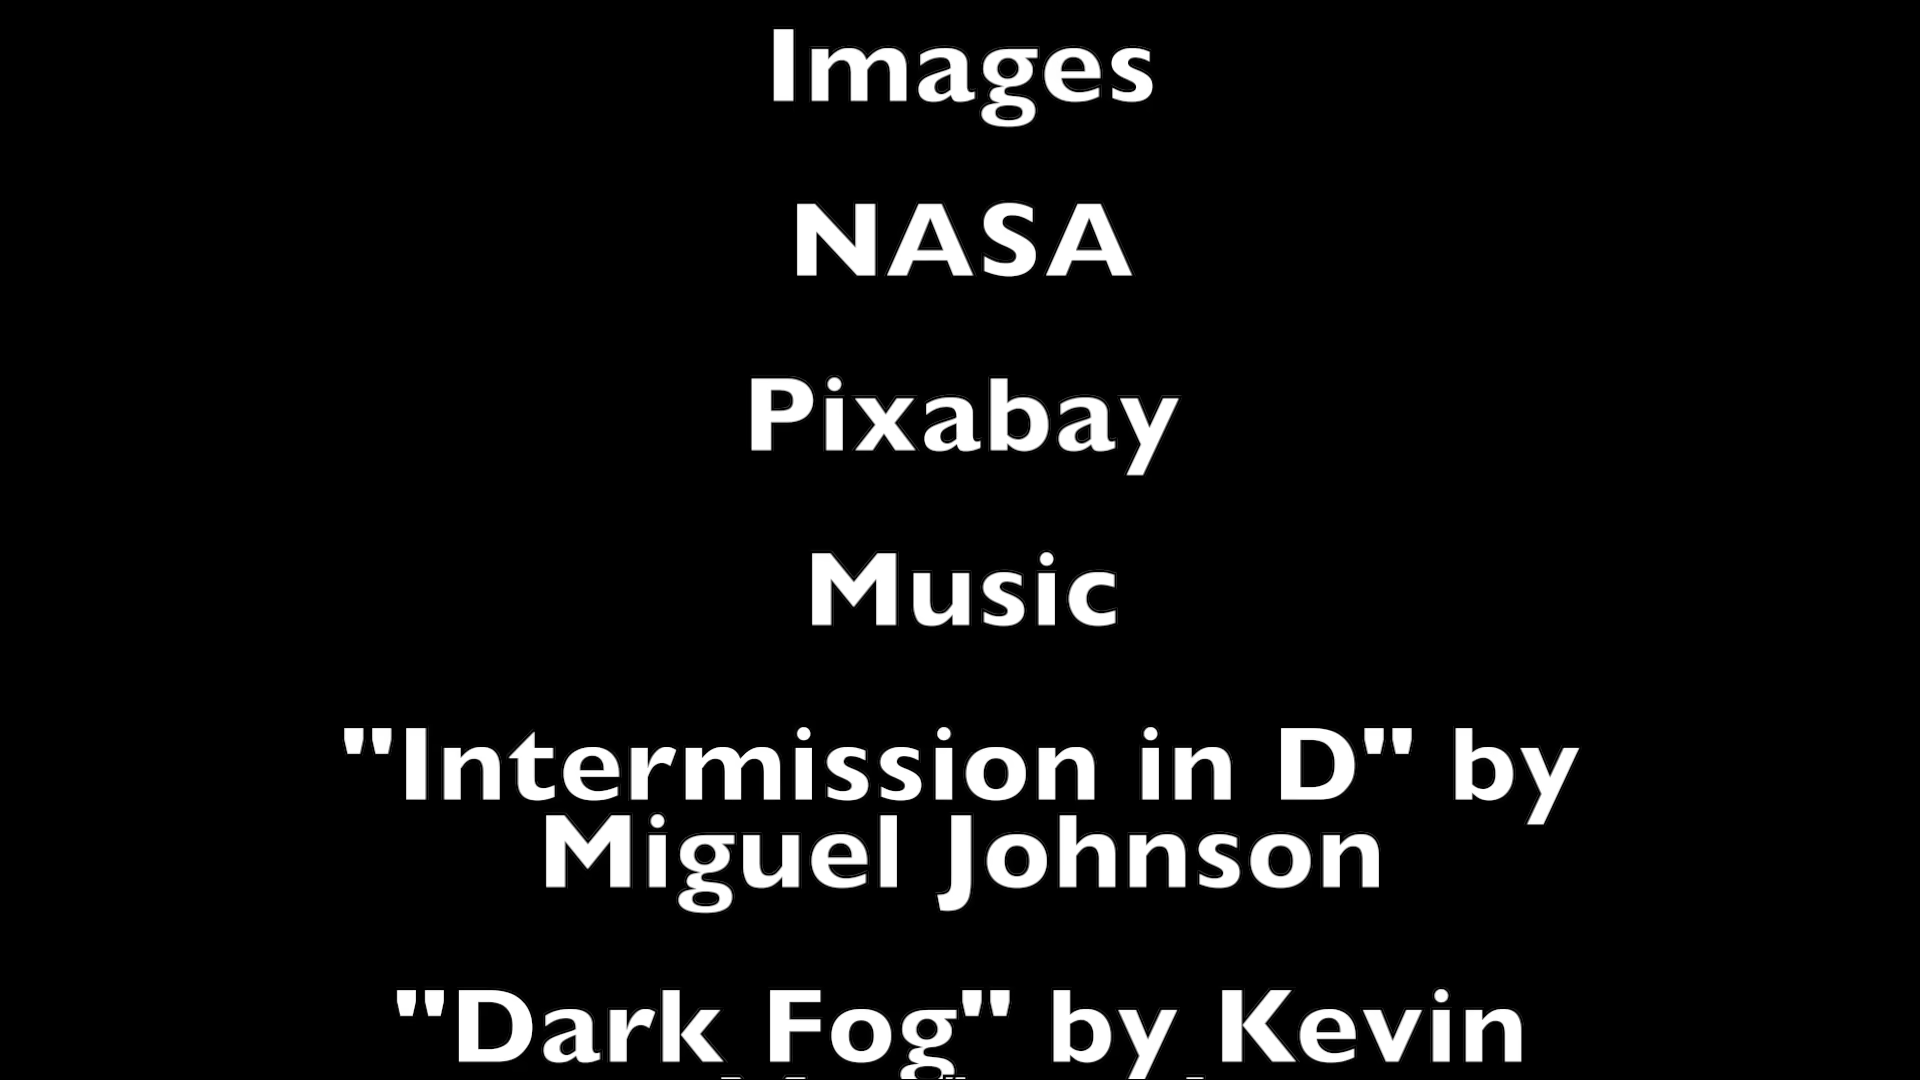 Images
NASA
Pixabay
Music
"Intermission in D" by
Miguel Johnson
"Dark Fog" by Kevin